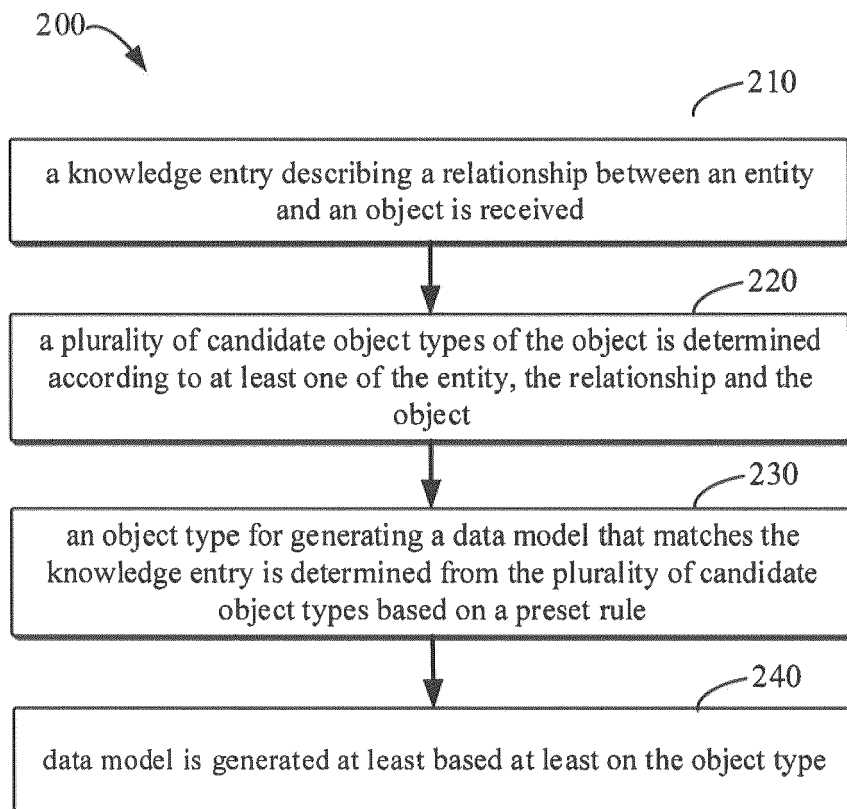 200
210
a knowledge entry describing a relationship between an entity
and an object is received
220
a plurality of candidate object types of the object is determined
according to at least one of the entity, the relationship and the
object
230
an object type for generating a data model that matches the
knowledge entry is determined from the plurality of candidate
object types based on a preset rule
240
data model is generated at least based at least on the object type